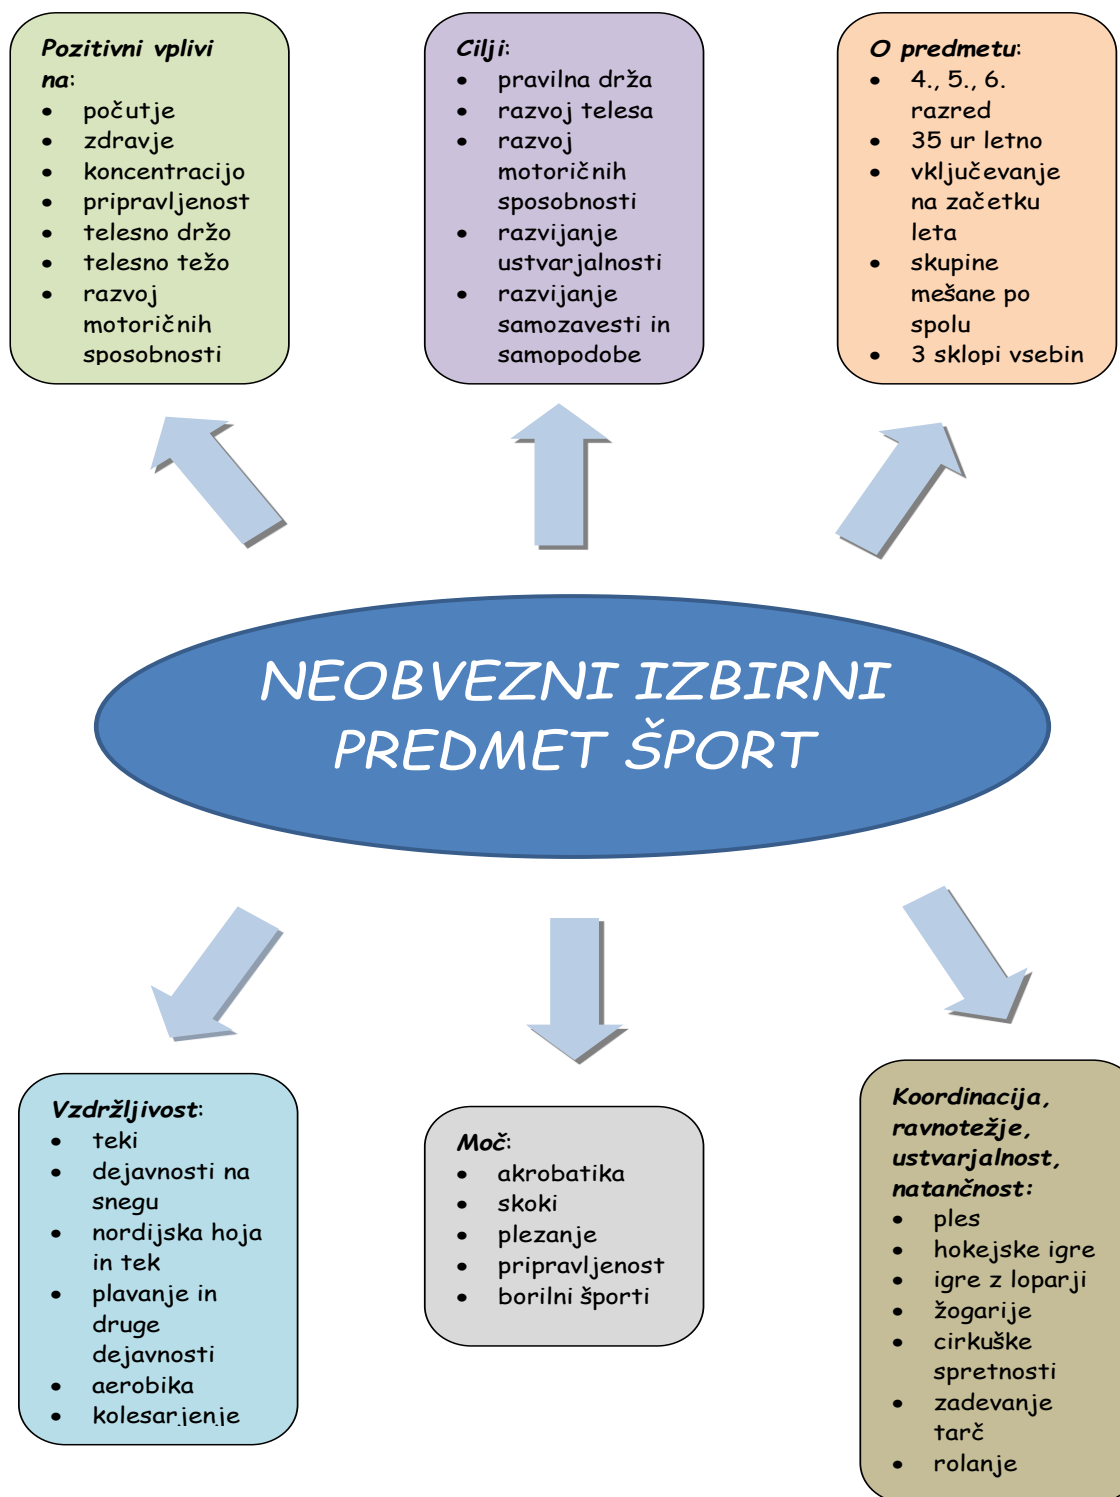 Pozitivni vplivi
na:
• počutje
• zdravje
• koncentracijo
• pripravljenost
• telesno držo
• telesno težo
• razvoj
motoričnih
sposobnosti
Cilji:
• pravilna drža
• razvoj telesa
• razvoj
motoričnih
sposobnosti
• razvijanje
ustvarjalnosti
• razvijanje
samozavesti in
samopodobe
O predmetu:
• 4., 5., 6.
razred
• 35 ur letno
• vključevanje
na začetku
leta
• skupine
mešane po
spolu
• 3 sklopi vsebin
NEOBVEZNI IZBIRNI
PREDMET ŠPORT
Vzdržljivost:
• teki
• dejavnosti na
snegu
• nordijska hoja
in tek
• plavanje in
druge
dejavnosti
• aerobika
• kolesarjenje
Moč:
• akrobatika
• skoki
• plezanje
• pripravljenost
• borilni športi
Koordinacija,
ravnotežje,
ustvarjalnost,
natančnost:
• ples
• hokejske igre
• igre z loparji
• žogarije
• cirkuške
spretnosti
• zadevanje
tarč
• rolanje